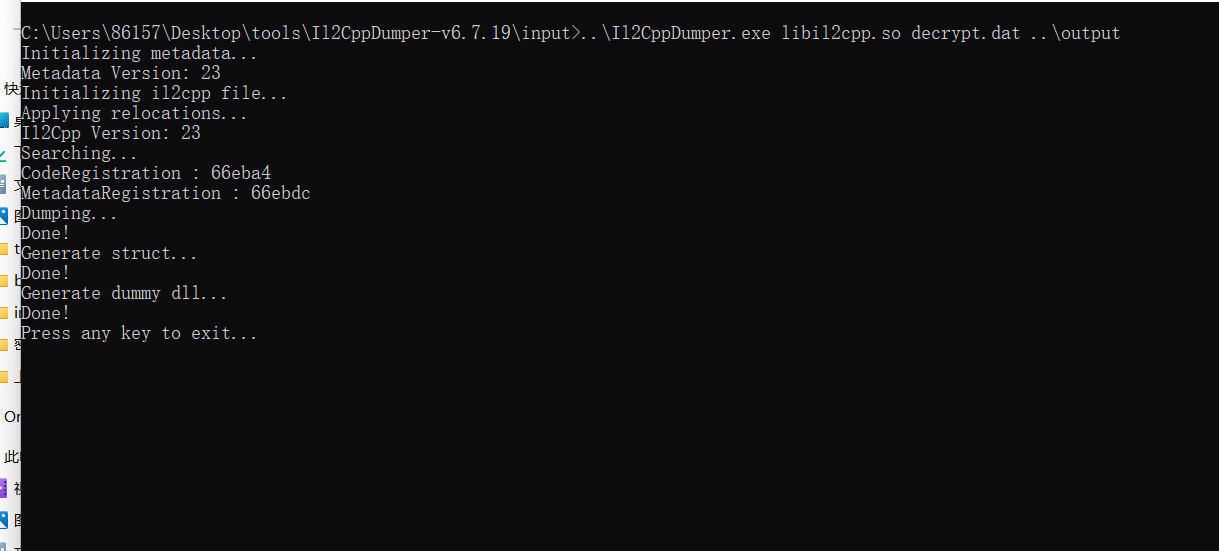 C:\Users\86157\Desktop\tools\Il2CppDumper-v6.7.19\input>..\Il2CppDumper.exe libil2cpp.so decrypt.dat ..\output
Initializing metadata...
Metadata Version: 23
Initializing il2cpp file...
Applying relocations...
Il2Cpp Version: 23
Searching...
CodeRegistration : 66eba4
MetadataRegistration : 66ebdc
Dumping...
Done!
Generate struct...
Done!
Generate dummy dll...
Done!
Press any key to exit...